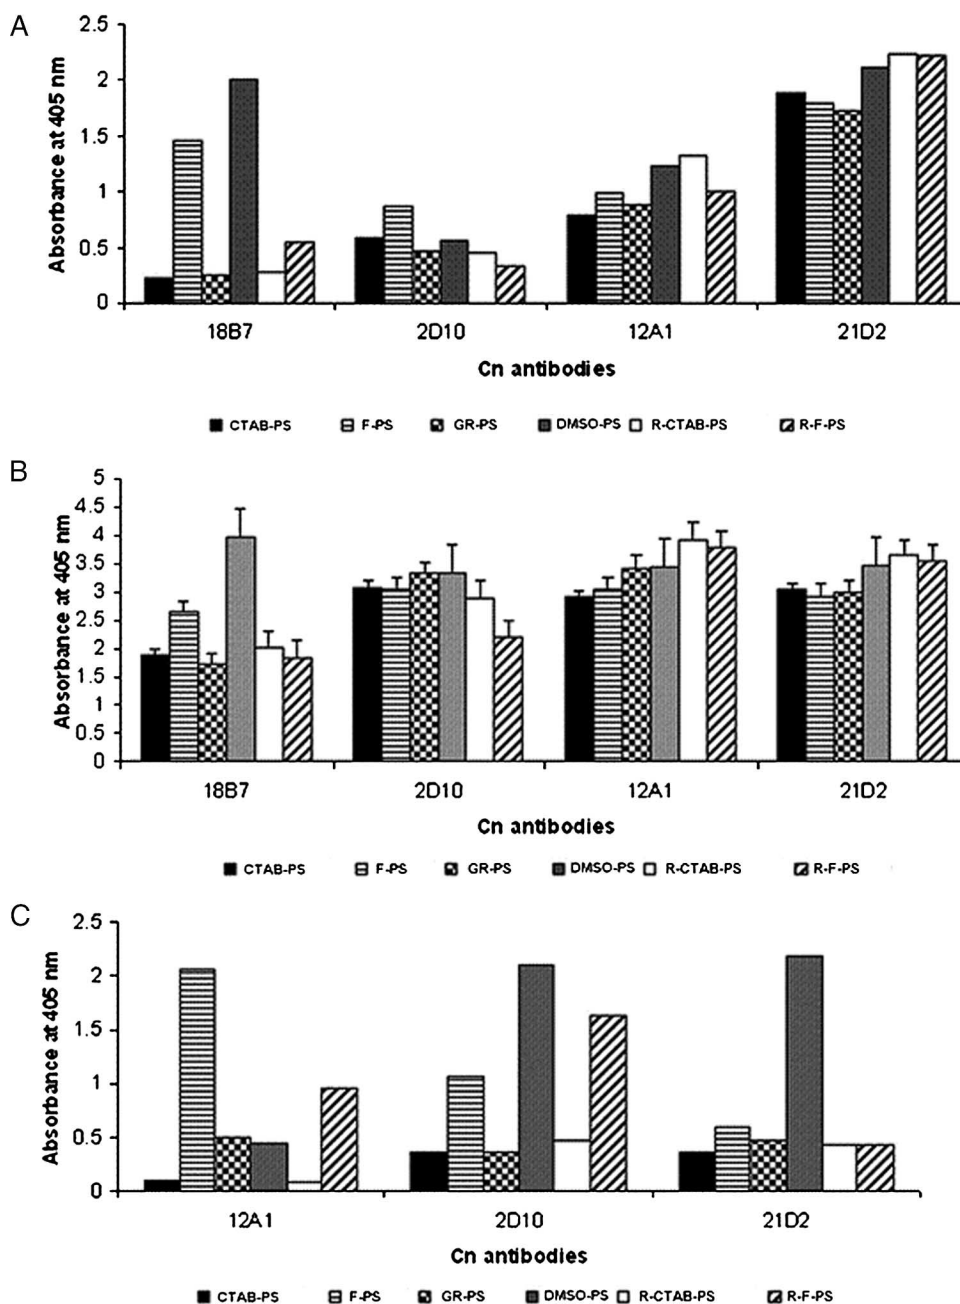 A
Absorbance at 405 nm
2.5
2
1.5
1
0.5
0
18B7 2D10 12A1 21D2
Cn antibodies
CTAB-PS F-PS GR-PS DMSO-PS R-CTAB-PS R-F-PS
B
Absorbance at 405 nm
5
4.5
4
3.5
3
2.5
2
1.5
1
0.5
0
18B7 2D10 12A1 21D2
Cn antibodies
CTAB-PS F-PS GR-PS DMSO-PS R-CTAB-PS R-F-PS
C
Absorbance at 405 nm
2.5
2
1.5
1
0.5
0
12A1 2D10 21D2
Cn antibodies
CTAB-PS F-PS GR-PS DMSO-PS R-CTAB-PS R-F-PS